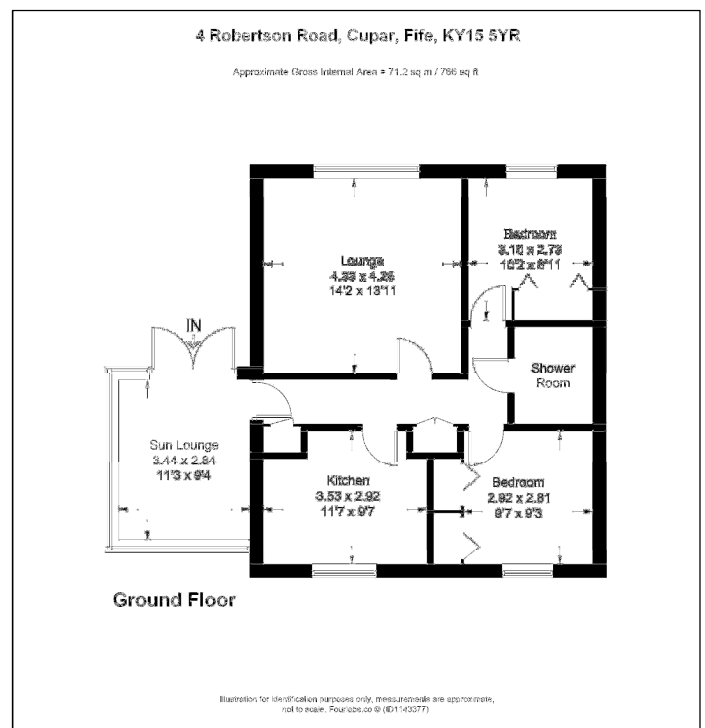 4 Robertson Road, Cupar, Fife, KY15 5YR
Approximate Gross Internal Area = 71.2 sq m / 766 sq ft
Bedroom
3.10 x 2.73
10'2 x 8'11
Lounge
4.33 x 4.25
14'2 x 13'11
IN
Shower
Room
Sun Lounge
3.44 x 2.84
11'3 x 9'4
Kitchen
3.53 x 2.92
11'7 x 9'7
Bedroom
2.92 x 2.81
9'7 x 9'3
Ground Floor
Illustration for identification purposes only, measurements are approximate,
not to scale. Fourlabs.co © (ID1143377)